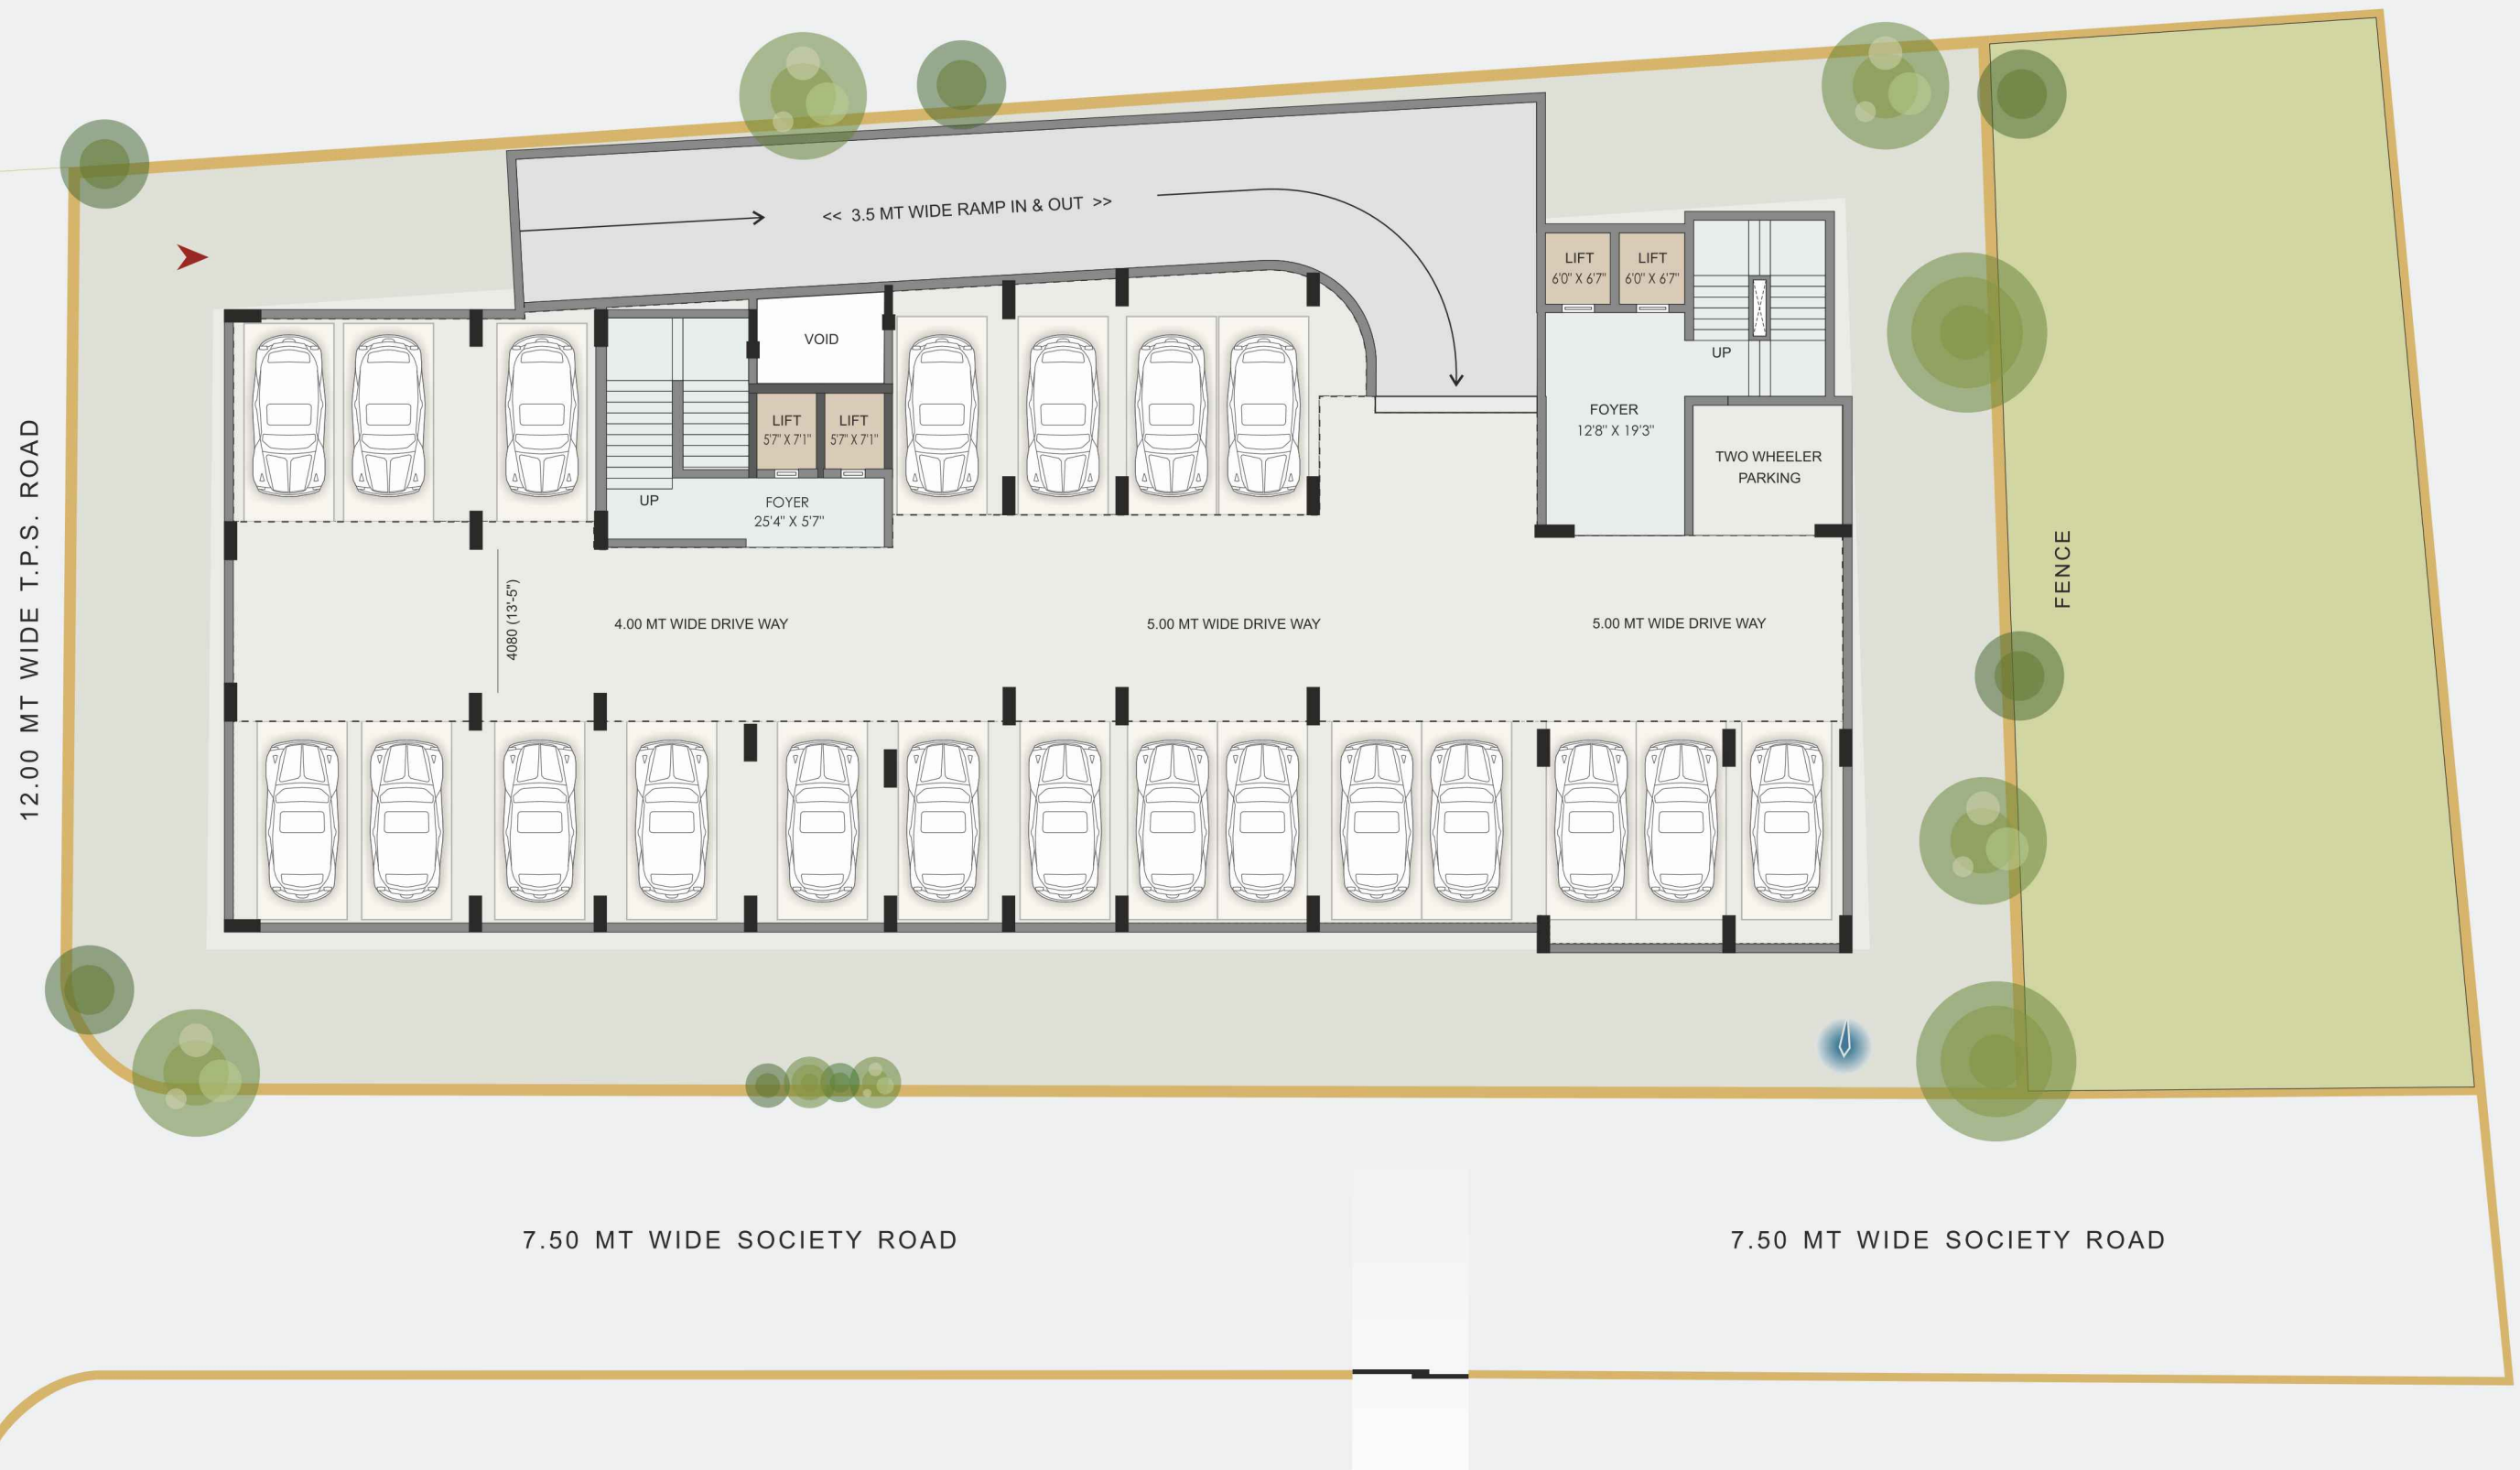 << 3.5 MT WIDE RAMP IN & OUT >>
LIFT
6'0" X 6'7"
LIFT
6'0" X 6'7"
VOID
UP
LIFT
5'7" X 7'1"
LIFT
5'7" X 7'1"
FOYER
12'8" X 19'3"
TWO WHEELER
PARKING
UP
FOYER
25'4" X 5'7"
12.00 MT WIDE T.P.S. ROAD
4080 (13'-5")
4.00 MT WIDE DRIVE WAY
5.00 MT WIDE DRIVE WAY
5.00 MT WIDE DRIVE WAY
FENCE
7.50 MT WIDE SOCIETY ROAD
7.50 MT WIDE SOCIETY ROAD